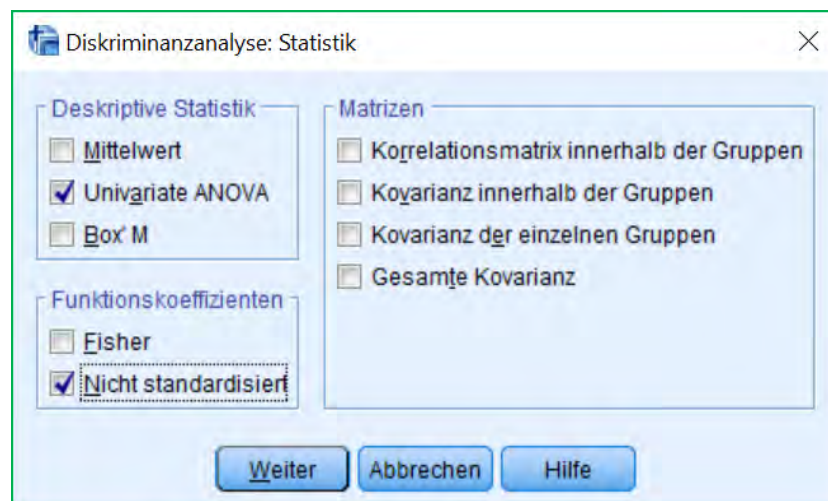 Diskriminanzanalyse: Statistik
Deskriptive Statistik
Mittelwert
Univariate ANOVA
Box' M
Funktionskoeffizienten
Fisher
Nicht standardisiert
Matrizen
Korrelationsmatrix innerhalb der Gruppen
Kovarianz innerhalb der Gruppen
Kovarianz der einzelnen Gruppen
Gesamte Kovarianz
Weiter Abbrechen Hilfe